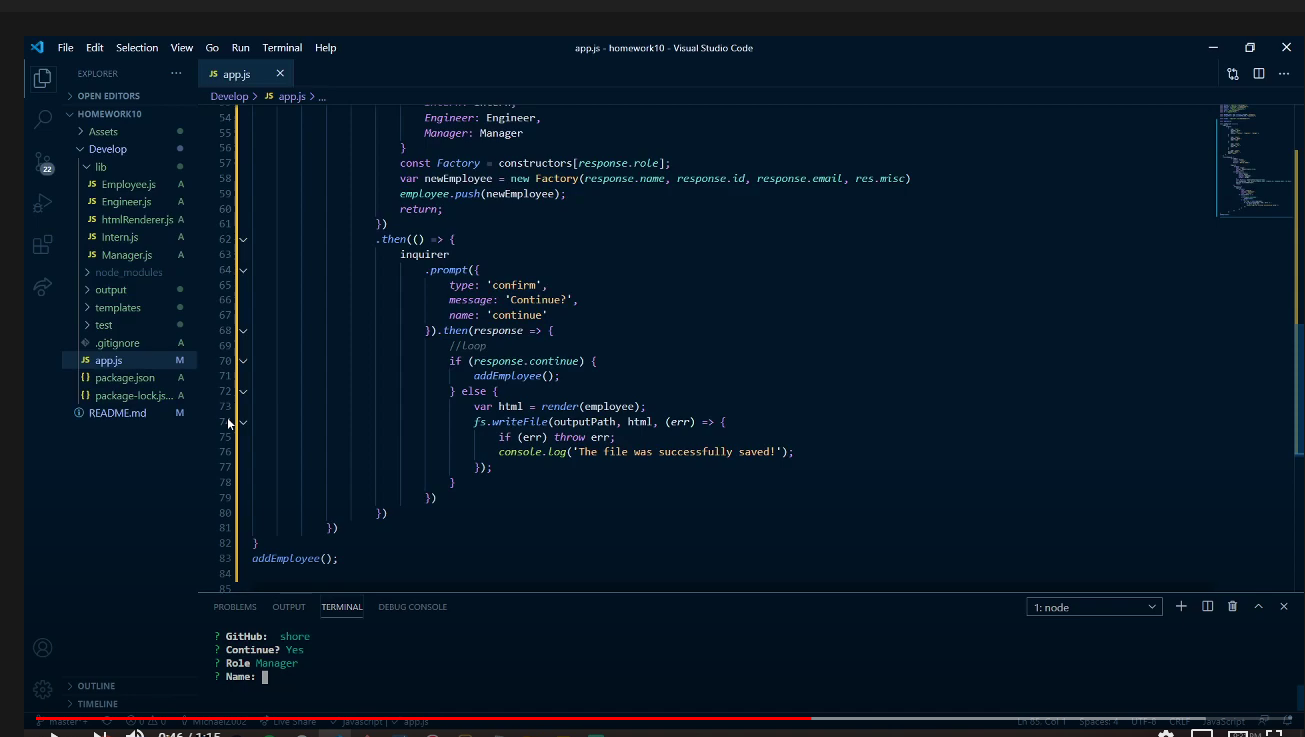 File Edit Selection View Go Run Terminal Help
app.js - homework10 - Visual Studio Code
EXPLORER
JS app.js
OPEN EDITORS
Develop > JS app.js > ...
HOMEWORK10
Assets
Develop
lib
Employee.js A
Engineer.js A
htmlRenderer.js A
Intern.js A
Manager.js A
node_modules
output
templates
test
.gitignore A
JS app.js M
{} package.json A
{} package-lock.js... A
README.md M
22
54 Engineer: Engineer,
55 Manager: Manager
56 }
57 const Factory = constructors[response.role];
58 var newEmployee = new Factory(response.name, response.id, response.email, res.misc)
59 employee.push(newEmployee);
60 return;
61 })
62 .then(() => {
63 inquirer
64 .prompt({
65 type: 'confirm',
66 message: 'Continue?',
67 name: 'continue'
68 }).then(response => {
69 //loop
70 if (response.continue) {
71 addEmployee();
72 } else {
73 var html = render(employee);
74 fs.writeFile(outputPath, html, (err) => {
75 if (err) throw err;
76 console.log('The file was successfully saved!');
77 });
78 }
79 })
80 })
81 })
82 }
83 addEmployee();
84
85
PROBLEMS OUTPUT TERMINAL DEBUG CONSOLE
1: node
? GitHub: shore
? Continue? Yes
? Role Manager
? Name:
OUTLINE
TIMELINE
master* 0 0 MichaelZ002 Live Share javascript app.js
Ln 85, Col 1 Spaces: 4 UTF-8 CRLF JavaScript
0:46 / 1:15